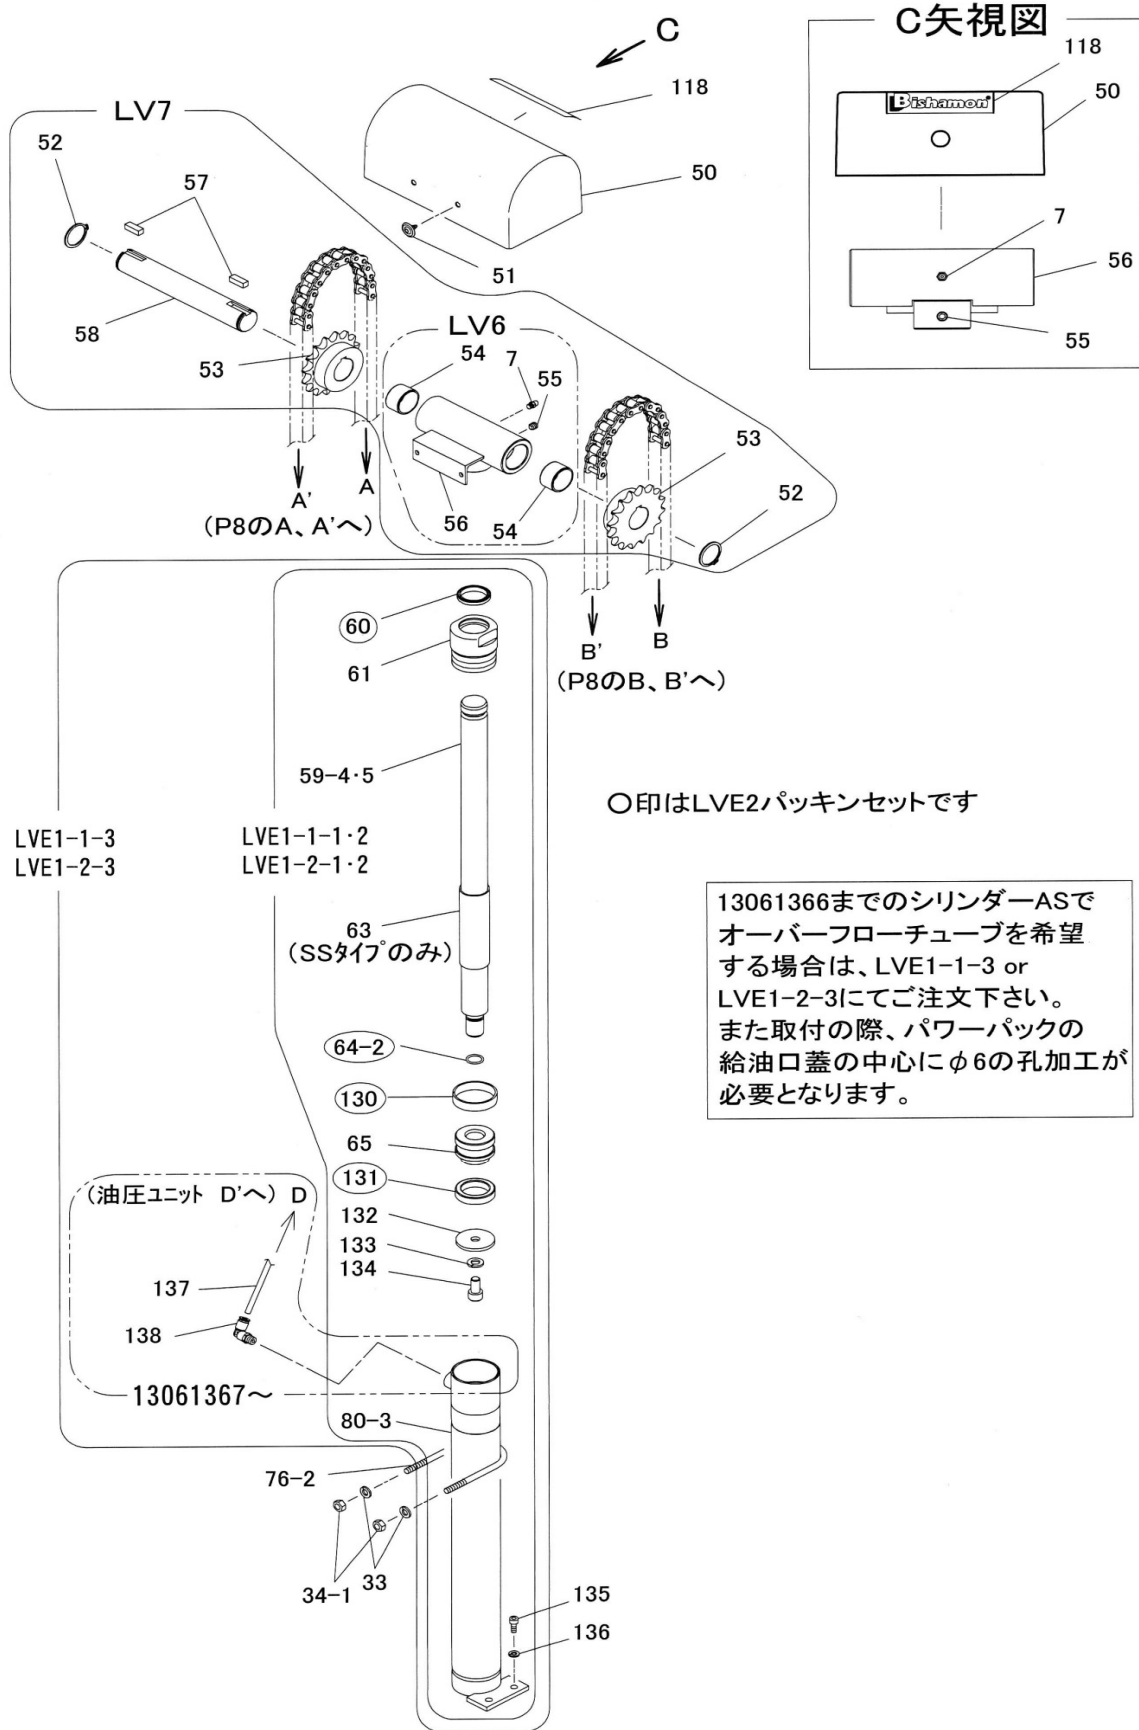 C矢視図
C
118
118
Bishamon
50
LV7
52
57
50
7
56
51
55
58
LV6
53
54
7
55
53
A'
A
(P8のA、A'へ)
56
54
52
60
61
B'
B
(P8のB、B'へ)
59-4・5
○印はLVE2パッキンセットです
LVE1-1-3
LVE1-2-3
LVE1-1-1・2
LVE1-2-1・2
63
(SSタイプのみ)
13061366までのシリンダーASで
オーバーフローチューブを希望
する場合は、LVE1-1-3 or
LVE1-2-3にてご注文下さい。
また取付の際、パワーパックの
給油口蓋の中心にφ6の孔加工が
必要となります。
64-2
130
65
131
(油圧ユニット D'へ) D
132
133
134
137
138
13061367～
80-3
76-2
34-1
33
135
136